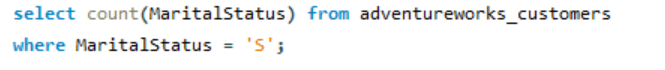 select count(MaritalStatus) from adventureworks_customers
where MaritalStatus = 'S';